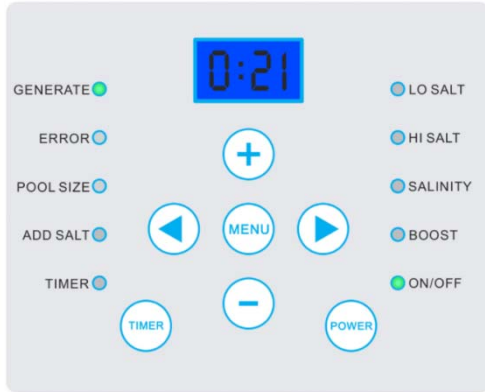 0:21
GENERATE
LO SALT
ERROR
HI SALT
POOL SIZE
SALINITY
ADD SALT
MENU
BOOST
TIMER
ON/OFF
TIMER
POWER